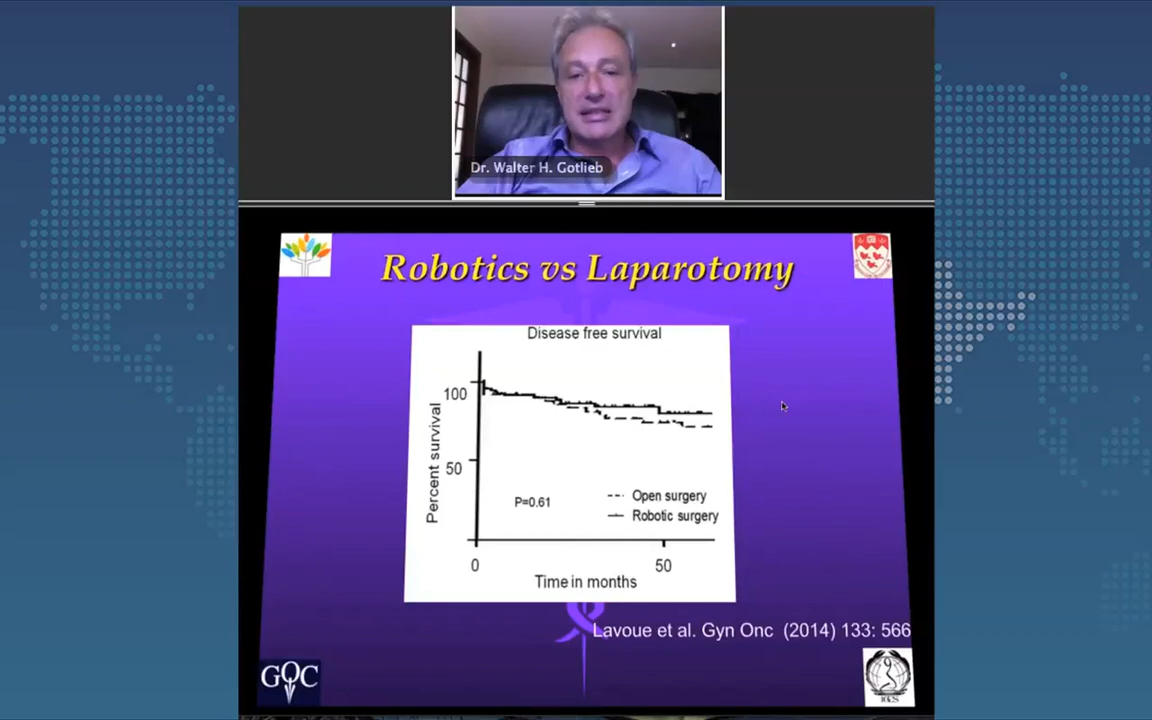 Dr. Walter H. Gotlieb
Robotics vs Laparotomy
Disease free survival
100
50
Percent survival
P=0.61
Open surgery
Robotic surgery
0
50
Time in months
Lavoue et al. Gyn Onc (2014) 133: 566
GOC